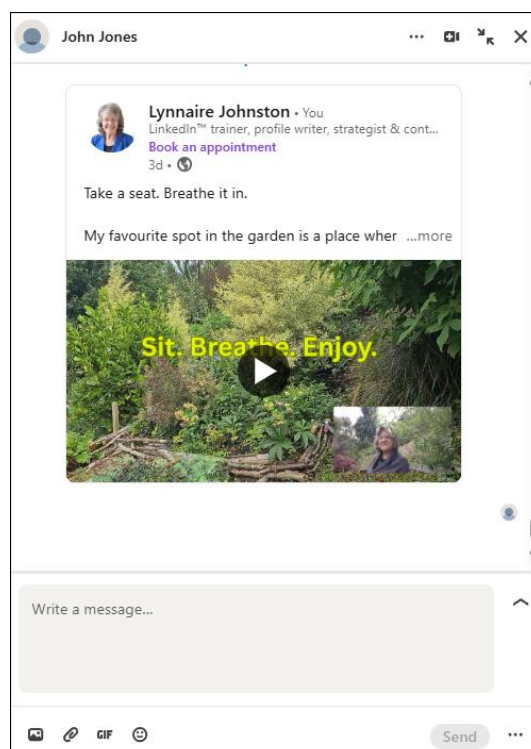 John Jones
Lynnaire Johnston • You
LinkedIn™ trainer, profile writer, strategist & cont...
Book an appointment
3d •
Take a seat. Breathe it in.
My favourite spot in the garden is a place wher ...more
Sit. Breathe. Enjoy.
Write a message...
GIF
Send